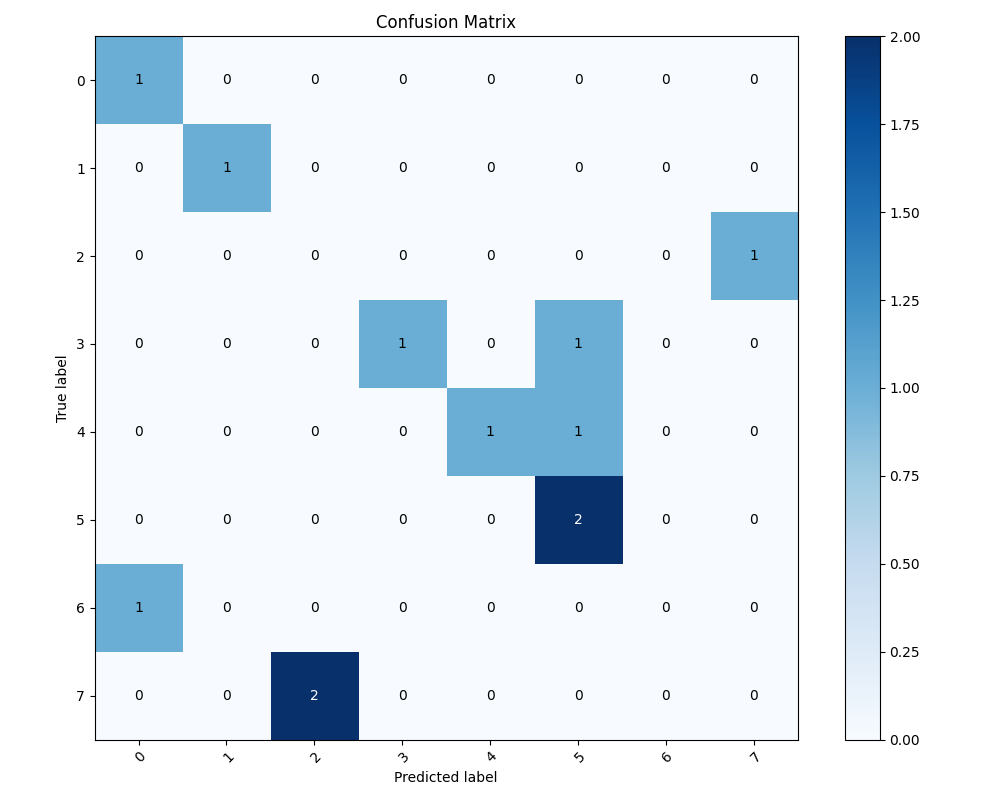 Confusion Matrix
0 1 0 0 0 0 0 0 0
1 0 1 0 0 0 0 0 0
2 0 0 0 0 0 0 0 1
3 0 0 0 1 0 1 0 0
4 0 0 0 0 1 1 0 0
5 0 0 0 0 0 2 0 0
6 1 0 0 0 0 0 0 0
7 0 0 2 0 0 0 0 0
0 1 2 3 4 5 6 7
True label
Predicted label
2.00
1.75
1.50
1.25
1.00
0.75
0.50
0.25
0.00